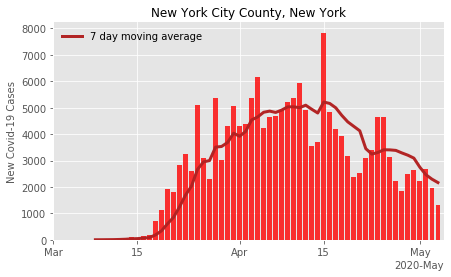 New York City County, New York
7 day moving average
New Covid-19 Cases
8000
7000
6000
5000
4000
3000
2000
1000
0
Mar
15
Apr
15
May
2020-May